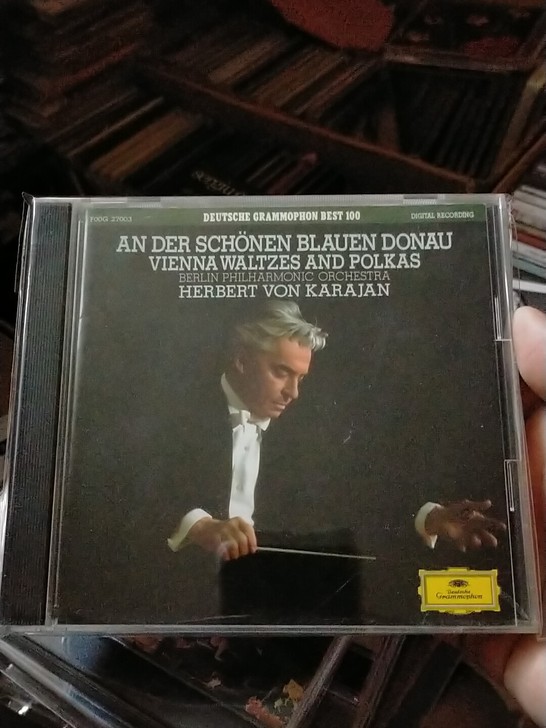 F00G 27003 DEUTSCHE GRAMMOPHON BEST 100 DIGITAL RECORDING
AN DER SCHÖNEN BLAUEN DONAU
VIENNA WALTZES AND POLKAS
BERLIN PHILHARMONIC ORCHESTRA
HERBERT VON KARAJAN
Deutsche
Grammophon